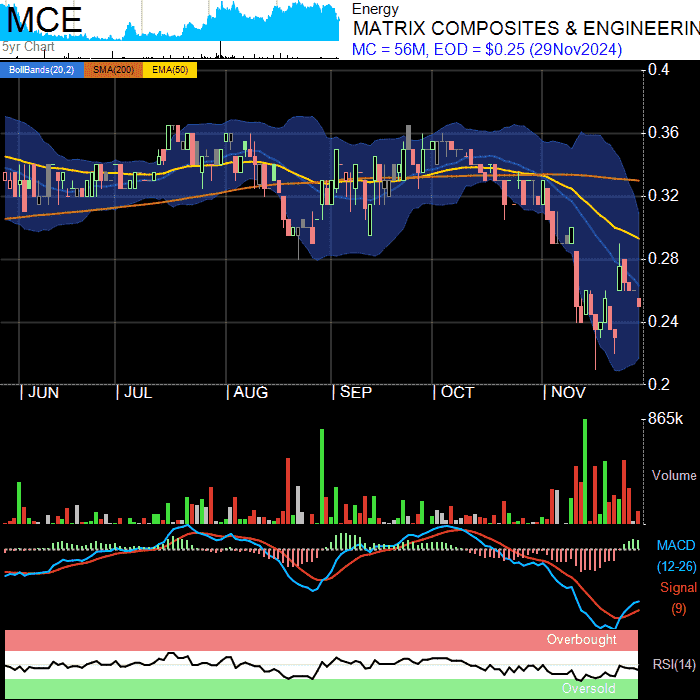 MCE
5yr Chart
Energy
MATRIX COMPOSITES & ENGINEERIN
MC = 56M, EOD = $0.25 (29Nov2024)
BollBands(20,2) SMA(200) EMA(50)
0.4
0.36
0.32
0.28
0.24
0.2
JUN JUL AUG SEP OCT NOV
865k
Volume
MACD
(12-26)
Signal
(9)
Overbought
RSI(14)
Oversold